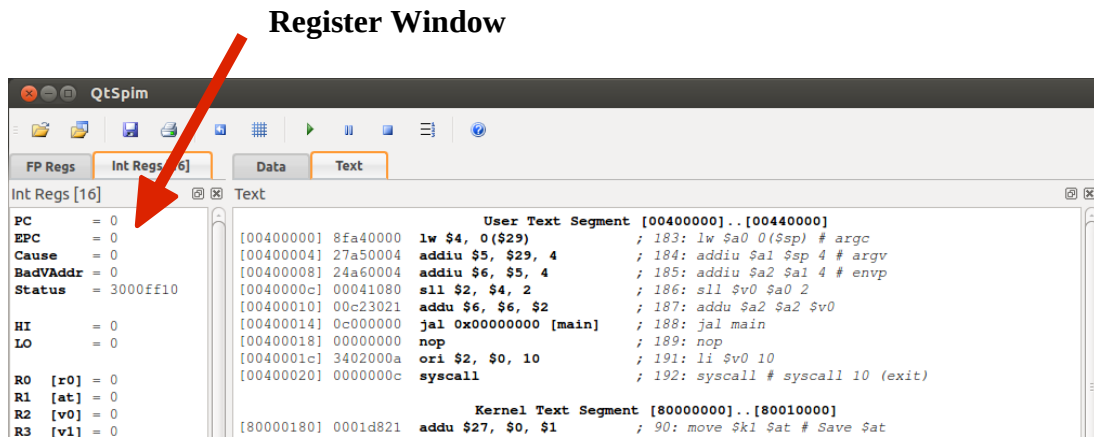 Register Window
QtSpim
FP Regs Int Regs [16] Data Text
Int Regs [16] Text
PC = 0
EPC = 0
Cause = 0
BadVAddr = 0
Status = 3000ff10
HI = 0
LO = 0
R0 [r0] = 0
R1 [at] = 0
R2 [v0] = 0
R3 [v1] = 0
User Text Segment [00400000]..[00440000]
[00400000] 8fa40000 lw $4, 0($29) ; 183: lw $a0 0($sp) # argc
[00400004] 27a50004 addiu $5, $29, 4 ; 184: addiu $a1 $sp 4 # argv
[00400008] 24a60004 addiu $6, $5, 4 ; 185: addiu $a2 $a1 4 # envp
[0040000c] 00041080 sll $2, $4, 2 ; 186: sll $v0 $a0 2
[00400010] 00c23021 addu $6, $6, $2 ; 187: addu $a2 $a2 $v0
[00400014] 0c000000 jal 0x00000000 [main] ; 188: jal main
[00400018] 00000000 nop ; 189: nop
[0040001c] 3402000a ori $2, $0, 10 ; 191: li $v0 10
[00400020] 0000000c syscall ; 192: syscall # syscall 10 (exit)
Kernel Text Segment [80000000]..[80010000]
[80000180] 0001d821 addu $27, $0, $1 ; 90: move $k1 $at # Save $at